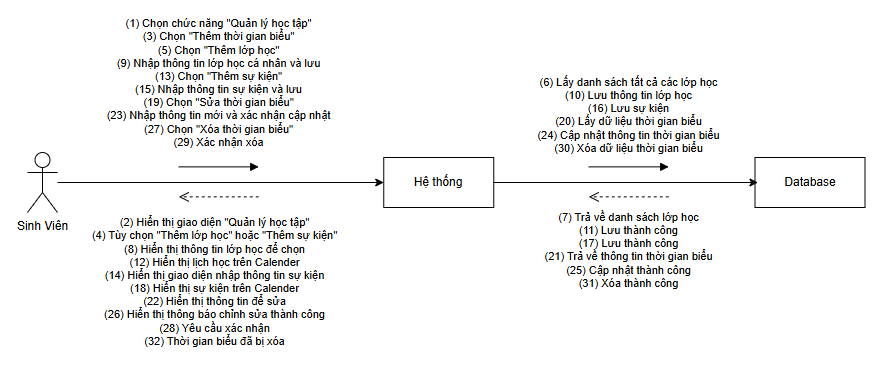 (1) Chọn chức năng "Quản lý học tập"
(3) Chọn "Thêm thời gian biểu"
(5) Chọn "Thêm lớp học"
(9) Nhập thông tin lớp học cá nhân và lưu
(13) Chọn "Thêm sự kiện"
(15) Nhập thông tin sự kiện và lưu
(19) Chọn "Sửa thời gian biểu"
(23) Nhập thông tin mới và xác nhận cập nhật
(27) Chọn "Xóa thời gian biểu"
(29) Xác nhận xóa
(6) Lấy danh sách tất cả các lớp học
(10) Lưu thông tin lớp học
(16) Lưu sự kiện
(20) Lấy dữ liệu thời gian biểu
(24) Cập nhật thông tin thời gian biểu
(30) Xóa dữ liệu thời gian biểu
Sinh Viên
Hệ thống
Database
(2) Hiển thị giao diện "Quản lý học tập"
(4) Tùy chọn "Thêm lớp học" hoặc "Thêm sự kiện"
(8) Hiển thị thông tin lớp học để chọn
(12) Hiển thị lịch học trên Calender
(14) Hiển thị giao diện nhập thông tin sự kiện
(18) Hiển thị sự kiện trên Calender
(22) Hiển thị thông tin để sửa
(26) Hiển thị thông báo chỉnh sửa thành công
(28) Yêu cầu xác nhận
(32) Thời gian biểu đã bị xóa
(7) Trả về danh sách lớp học
(11) Lưu thành công
(17) Lưu thành công
(21) Trả về thông tin thời gian biểu
(25) Cập nhật thành công
(31) Xóa thành công